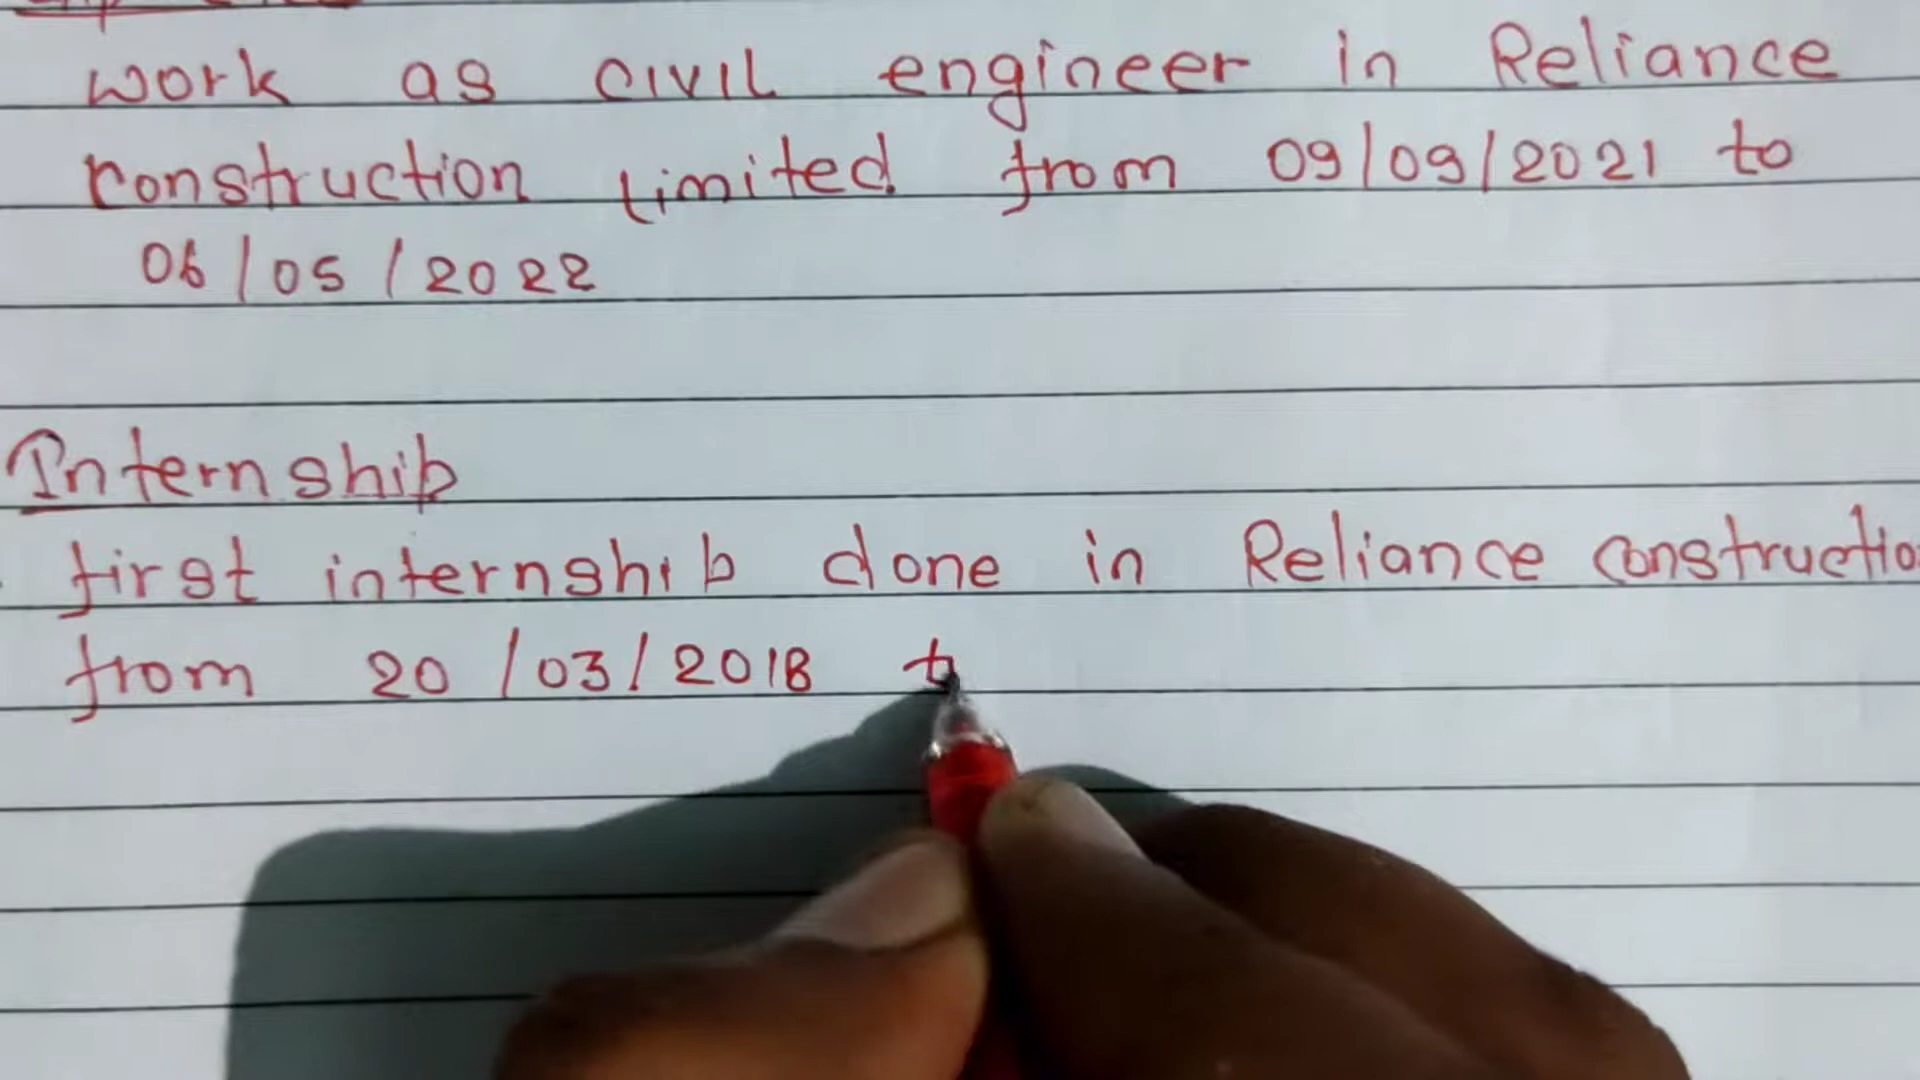 work as civil engineer in Reliance
construction limited from 09/09/2021 to
06/05/2022
Internship
first internship done in Reliance constructio
from 20/03/2018 t